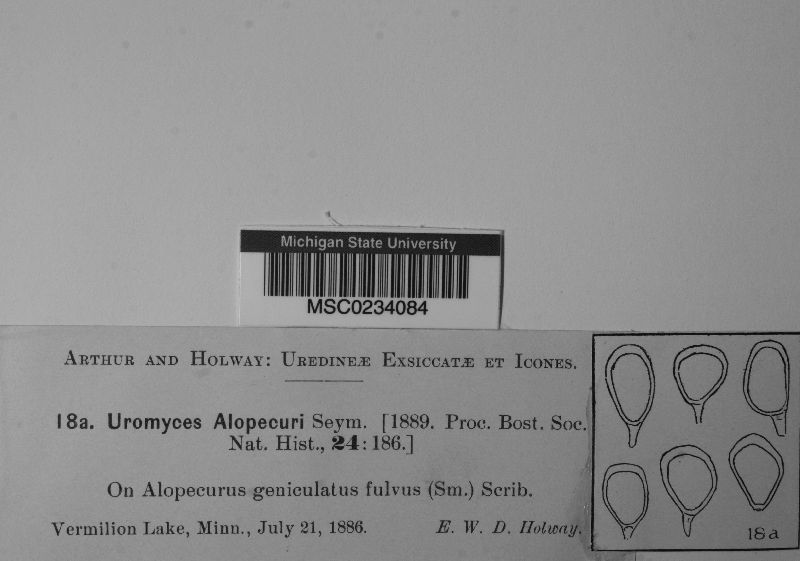 Michigan State University
MSC0234084
ARTHUR AND HOLWAY: UREDINEÆ EXSICCATÆ ET ICONES.
18a. Uromyces Alopecuri Seym. [1889. Proc. Bost. Soc.
Nat. Hist., 24:186.]
On Alopecurus geniculatus fulvus (Sm.) Scrib.
Vermilion Lake, Minn., July 21, 1886. E. W. D. Holway.
18a